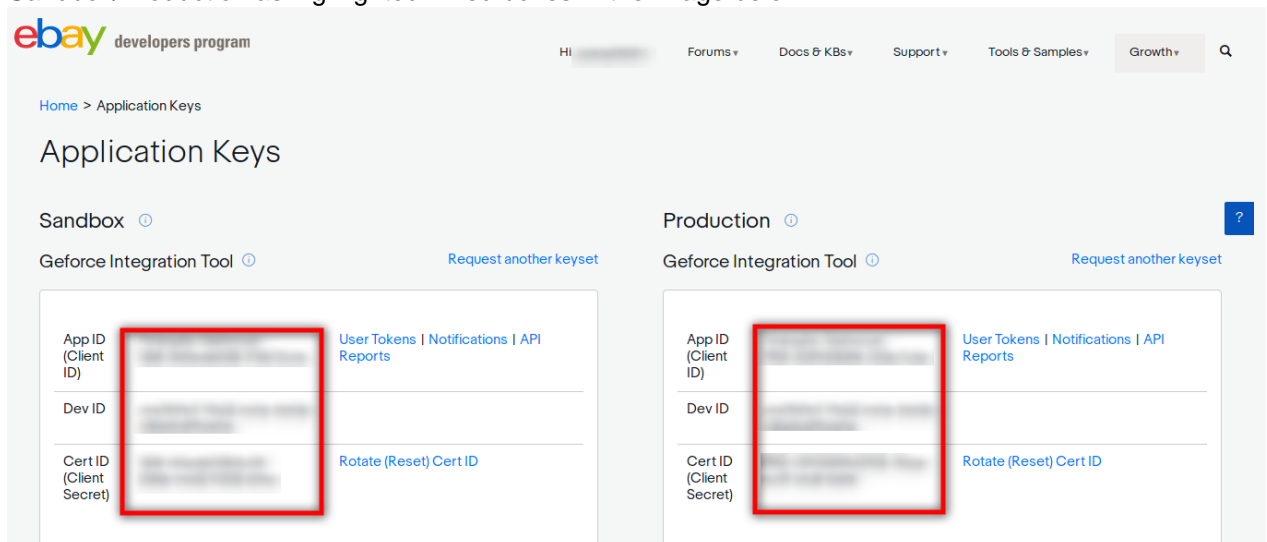 ebay developers program
Hi
Forums
Docs & KBs
Support
Tools & Samples
Growth
Home > Application Keys
Application Keys
Sandbox
Production
?
Geforce Integration Tool
Request another keyset
Geforce Integration Tool
Request another keyset
App ID
(Client
ID)
User Tokens | Notifications | API
Reports
Dev ID
Cert ID
(Client
Secret)
Rotate (Reset) Cert ID
App ID
(Client
ID)
User Tokens | Notifications | API
Reports
Dev ID
Cert ID
(Client
Secret)
Rotate (Reset) Cert ID